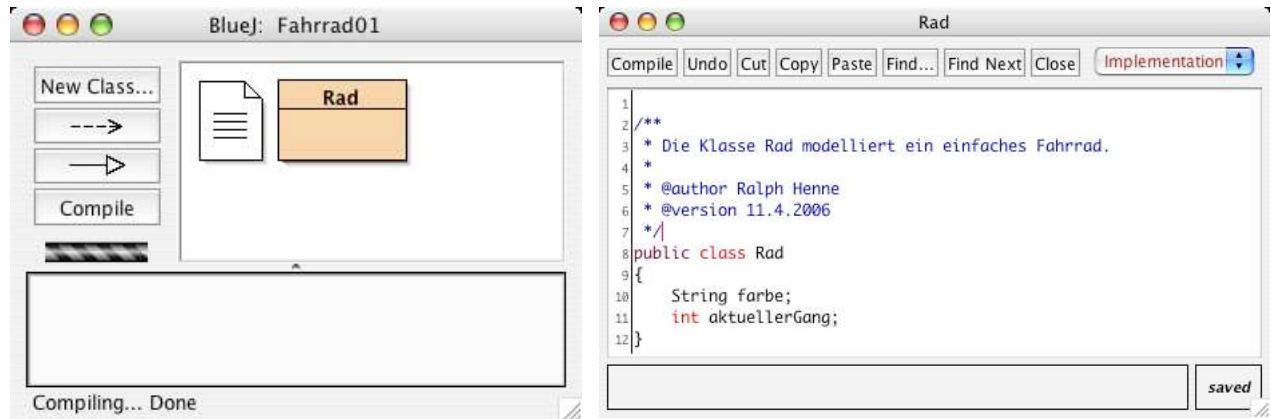 BlueJ: Fahrrad01
New Class...
Compile
Rad
Compiling... Done
Rad
Compile Undo Cut Copy Paste Find... Find Next Close Implementation
1
2 /**
3  * Die Klasse Rad modelliert ein einfaches Fahrrad.
4  *
5  * @author Ralph Henne
6  * @version 11.4.2006
7  */
8 public class Rad
9 {
10     String farbe;
11     int aktuellerGang;
12 }
saved